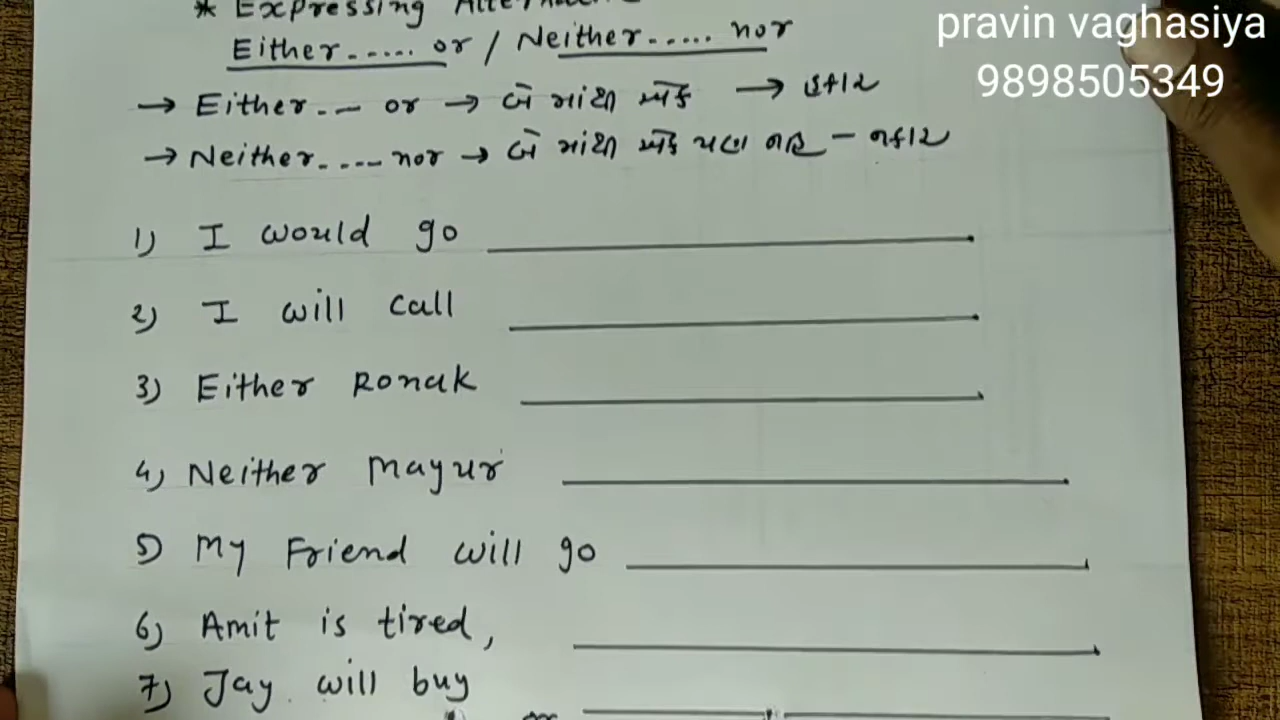 * Expressing
Either..... or / Neither..... nor
pravin vaghasiya
9898505349
→ Either... or → બે માંથી એક → હકાર
→ Neither.... nor → બે માંથી એક પણ નહિ - નકાર
1) I would go
2) I will call
3) Either Ronak
4) Neither Mayur
5) My Friend will go
6) Amit is tired,
7) Jay will buy